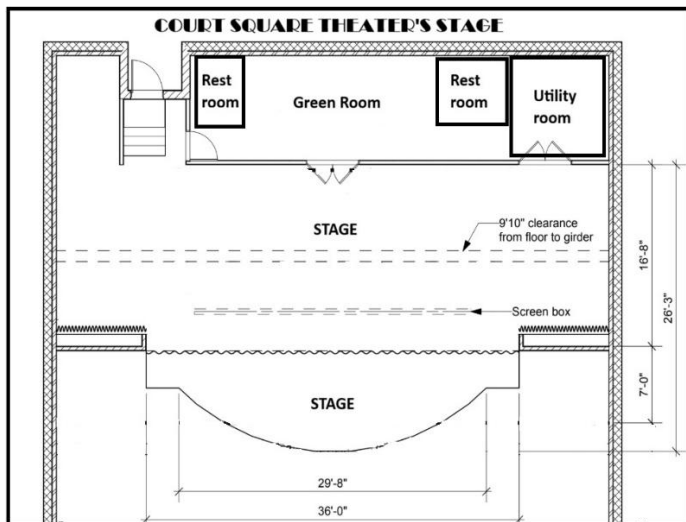 COURT SQUARE THEATER'S STAGE
Rest
room
Green Room
Rest
room
Utility
room
STAGE
9'10" clearance
from floor to girder
16'-8"
26'-3"
Screen box
7'-0"
STAGE
29'-8"
36'-0"